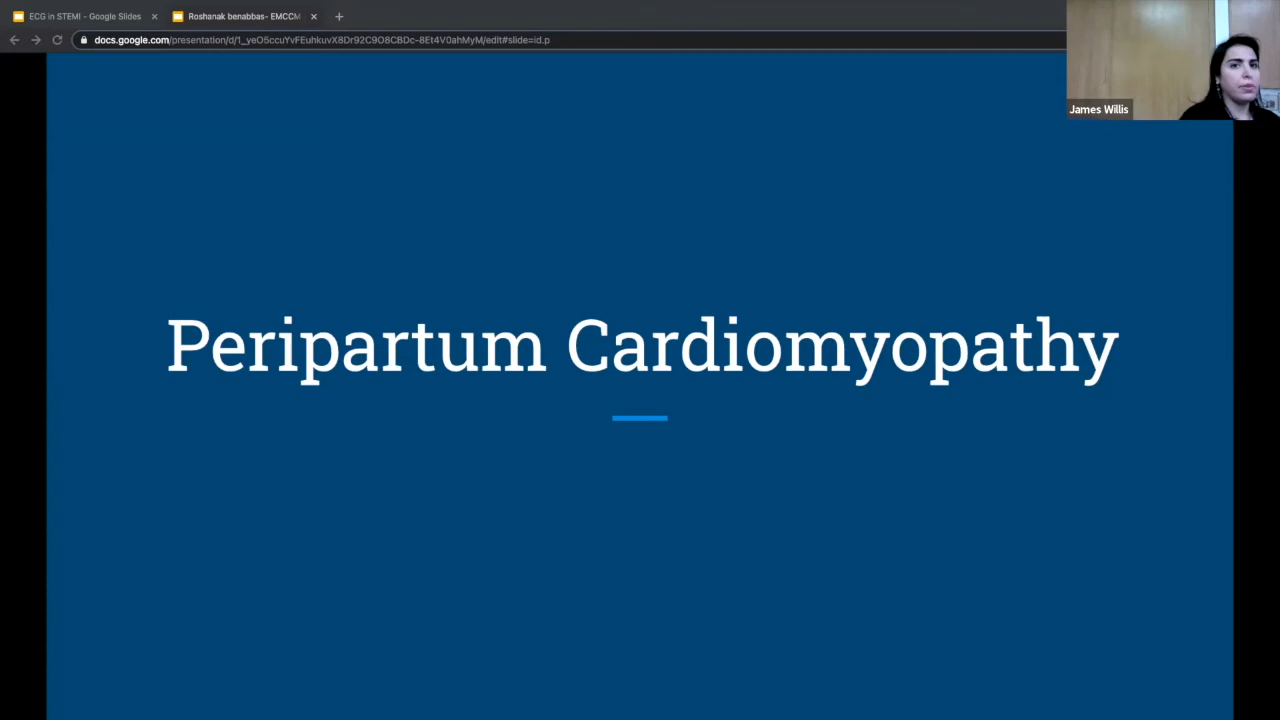 ECG in STEMI - Google Slides
Roshanak benabbas- EMCCM
docs.google.com/presentation/d/1_yeO5ccuYvFEuhkuvX8Dr92C9O8CBDc-8Et4V0ahMyM/edit#slide=id.p
James Willis
Peripartum Cardiomyopathy